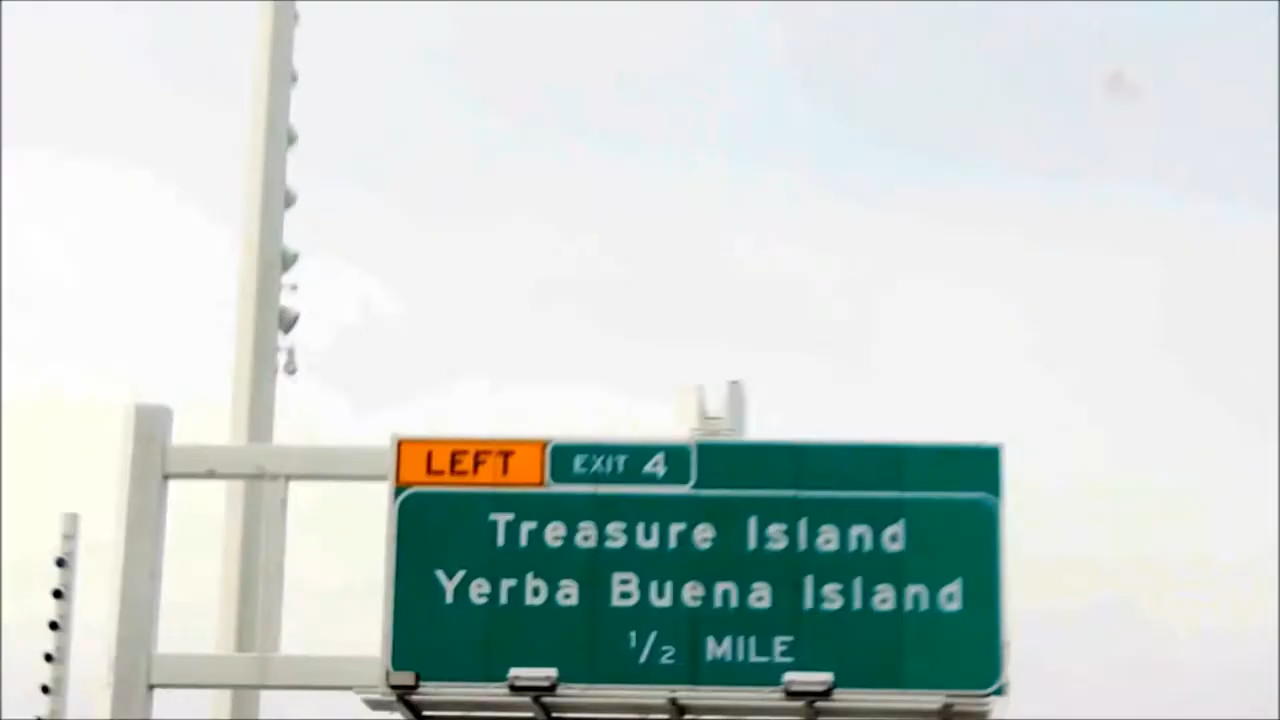 LEFT EXIT 4
Treasure Island
Yerba Buena Island
1/2 MILE